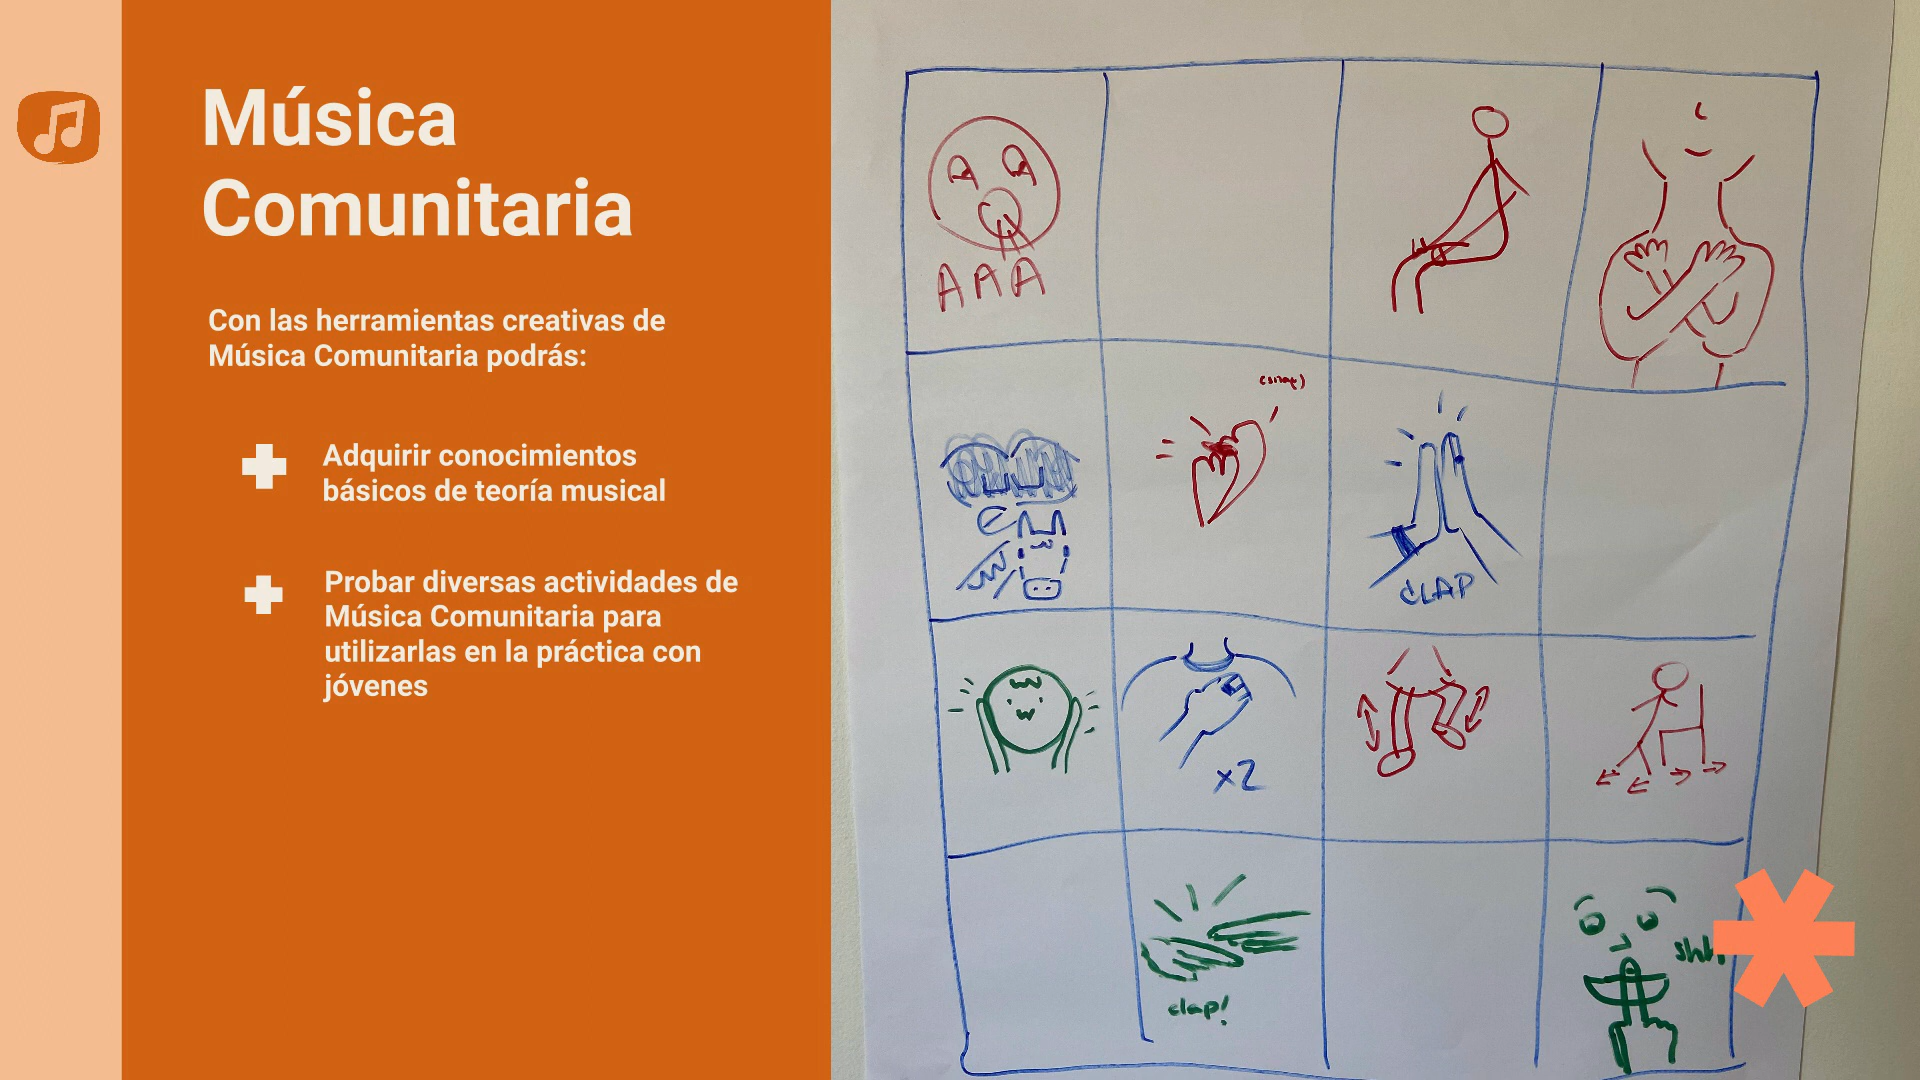 Música
Comunitaria
Con las herramientas creativas de
Música Comunitaria podrás:
Adquirir conocimientos
básicos de teoría musical
Probar diversas actividades de
Música Comunitaria para
utilizarlas en la práctica con
jóvenes
AAA
(snap)
CLAP
x2
clap!